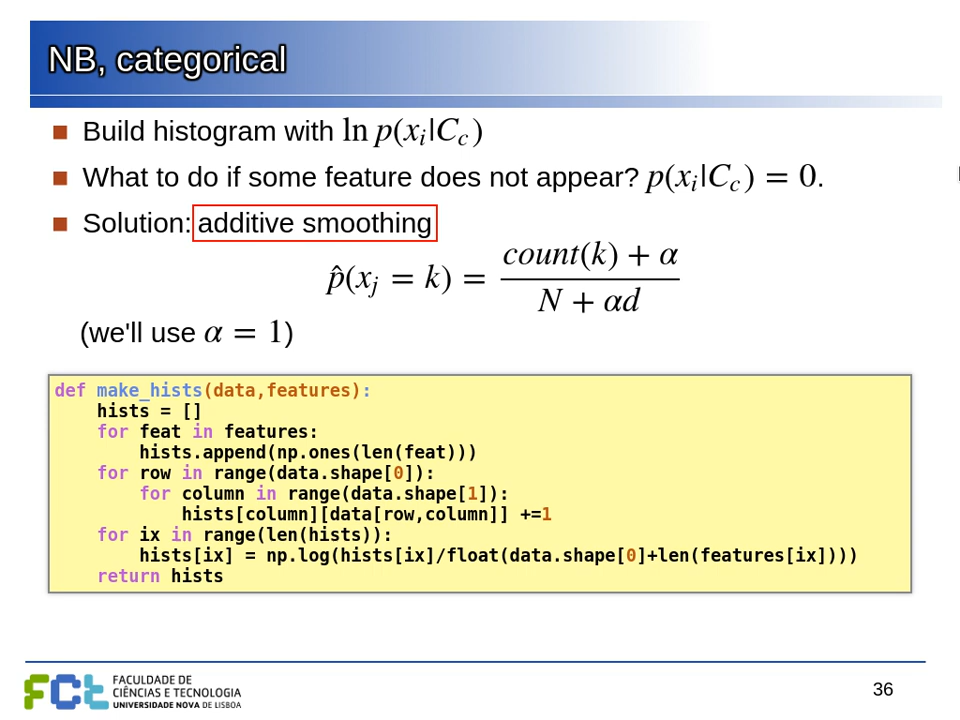 NB, categorical
Build histogram with ln p(xᵢ|C_c)
What to do if some feature does not appear? p(xᵢ|C_c) = 0.
Solution: additive smoothing
p̂(xⱼ = k) = (count(k) + α) / (N + αd)
(we'll use α = 1)
def make_hists(data,features):
    hists = []
    for feat in features:
        hists.append(np.ones(len(feat)))
    for row in range(data.shape[0]):
        for column in range(data.shape[1]):
            hists[column][data[row,column]] +=1
    for ix in range(len(hists)):
        hists[ix] = np.log(hists[ix]/float(data.shape[0]+len(features[ix])))
    return hists
FCt
FACULDADE DE
CIÊNCIAS E TECNOLOGIA
UNIVERSIDADE NOVA DE LISBOA
36